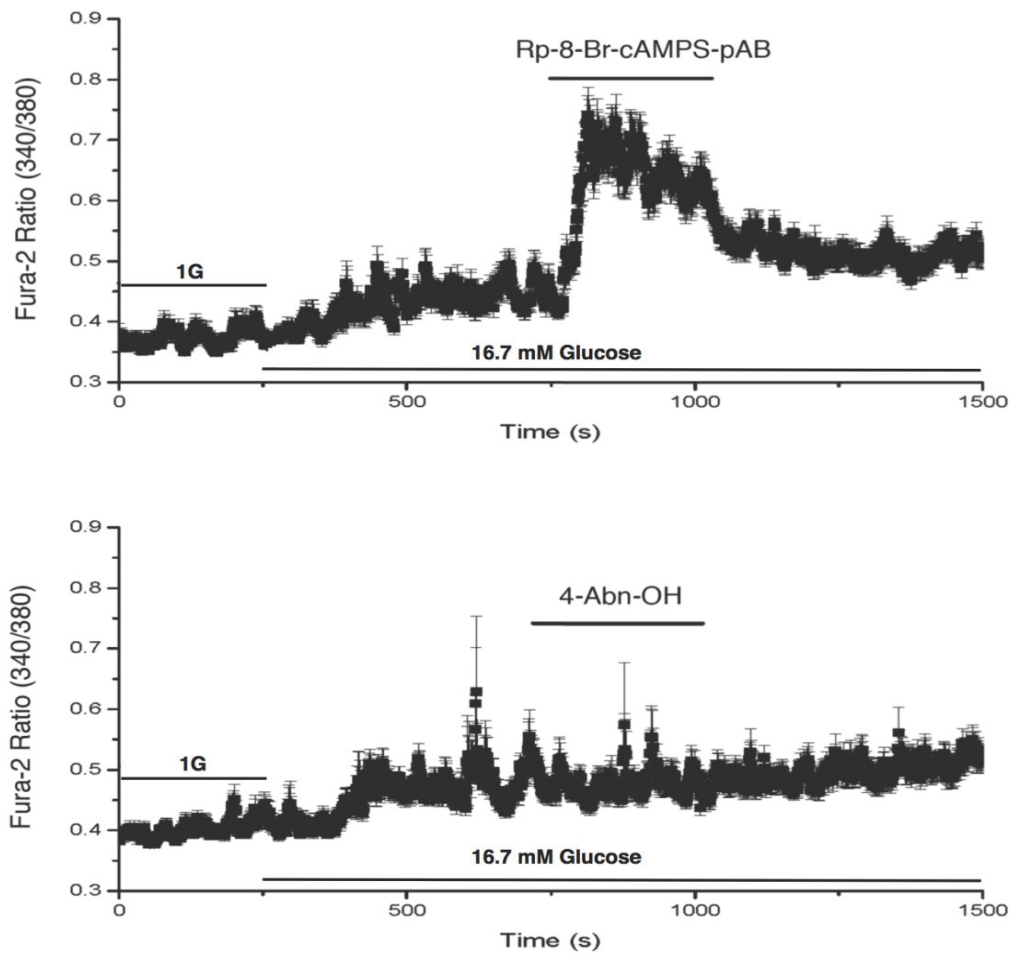 0.9
Rp-8-Br-cAMPS-pAB
0.8
0.7
0.6
0.5
1G
0.4
16.7 mM Glucose
0.3
0 500 1000 1500
Time (s)
Fura-2 Ratio (340/380)
0.9
0.8
4-Abn-OH
0.7
0.6
0.5
1G
0.4
16.7 mM Glucose
0.3
0 500 1000 1500
Time (s)
Fura-2 Ratio (340/380)